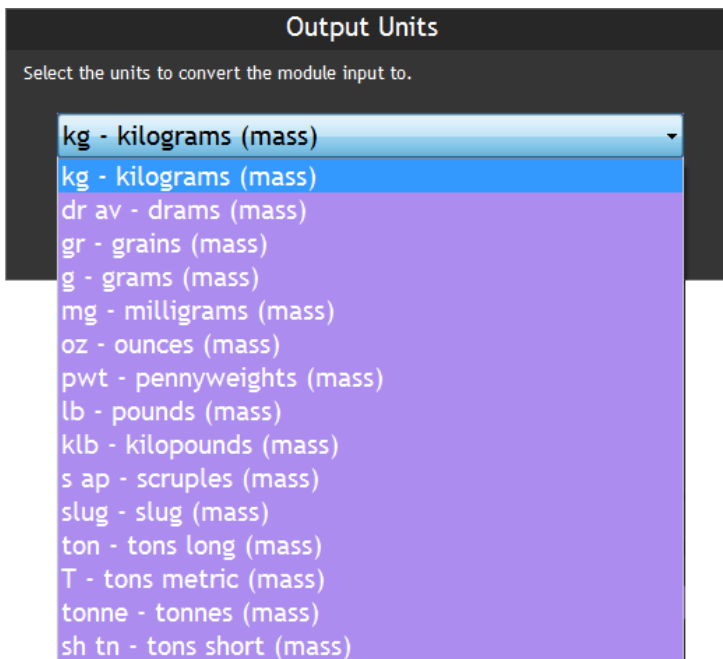 Output Units
Select the units to convert the module input to.
kg - kilograms (mass)
kg - kilograms (mass)
dr av - drams (mass)
gr - grains (mass)
g - grams (mass)
mg - milligrams (mass)
oz - ounces (mass)
pwt - pennyweights (mass)
lb - pounds (mass)
klb - kilopounds (mass)
s ap - scruples (mass)
slug - slug (mass)
ton - tons long (mass)
T - tons metric (mass)
tonne - tonnes (mass)
sh tn - tons short (mass)